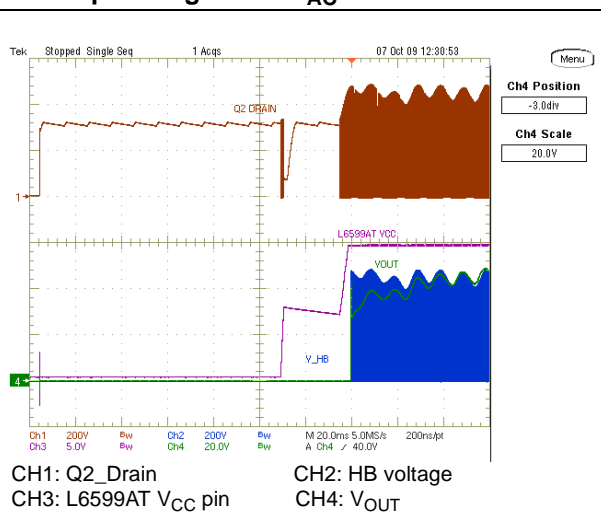 AC
Tek Stopped Single Seq 1 Acqs 07 Oct 09 12:30:53
Menu
Ch4 Position
-3.0div
Ch4 Scale
20.0V
Q2 DRAIN
1
L6599AT VCC
VOUT
V_HB
4
Ch1 200V Bw Ch2 200V Bw M 20.0ms 5.0MS/s 200ns/pt
Ch3 5.0V Bw Ch4 20.0V Bw A Ch4 / 40.0V
CH1: Q2_Drain CH2: HB voltage
CH3: L6599AT VCC pin CH4: VOUT